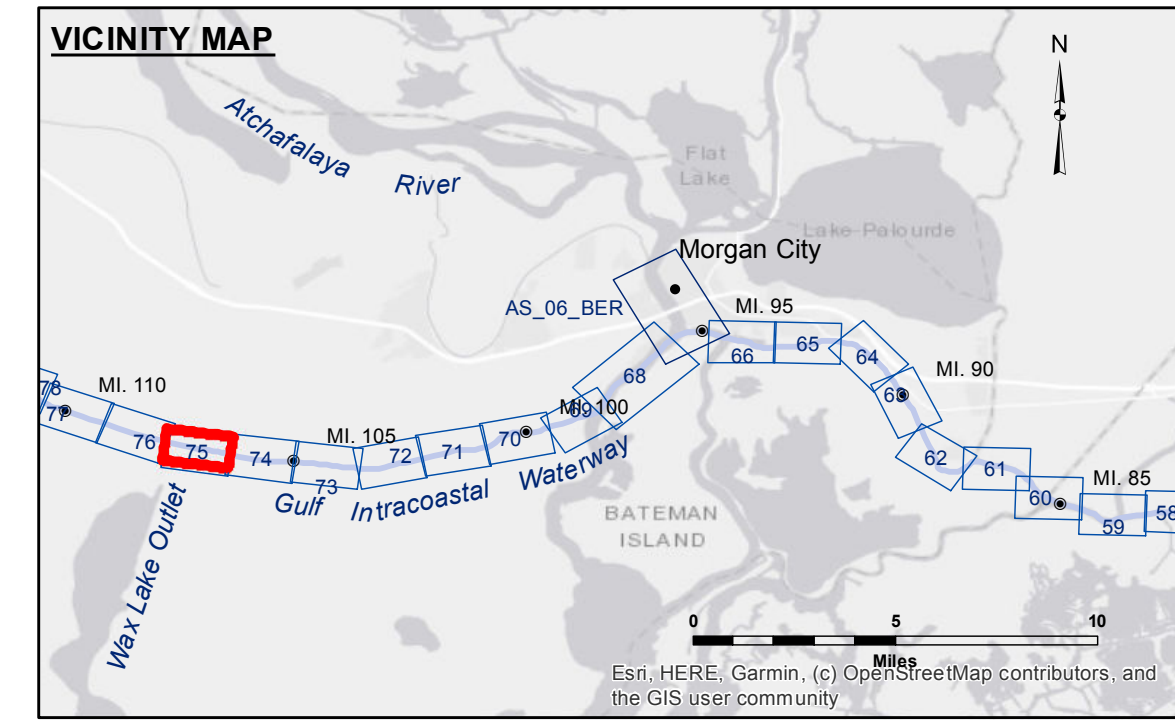 VICINITY MAP
N
Atchafalaya
River
Flat
Lake
Lake Palourde
Morgan City
AS_06_BER
MI. 95
66
65
64
MI. 90
63
68
69
MI. 100
62
61
60
MI. 85
59
58
78
77
MI. 110
76
75
74
MI. 105
73
72
71
70
Gulf
Intracoastal
Waterway
Wax Lake Outlet
BATEMAN
ISLAND
0 5 10
Miles
Esri, HERE, Garmin, (c) OpenStreetMap contributors, and
the GIS user community